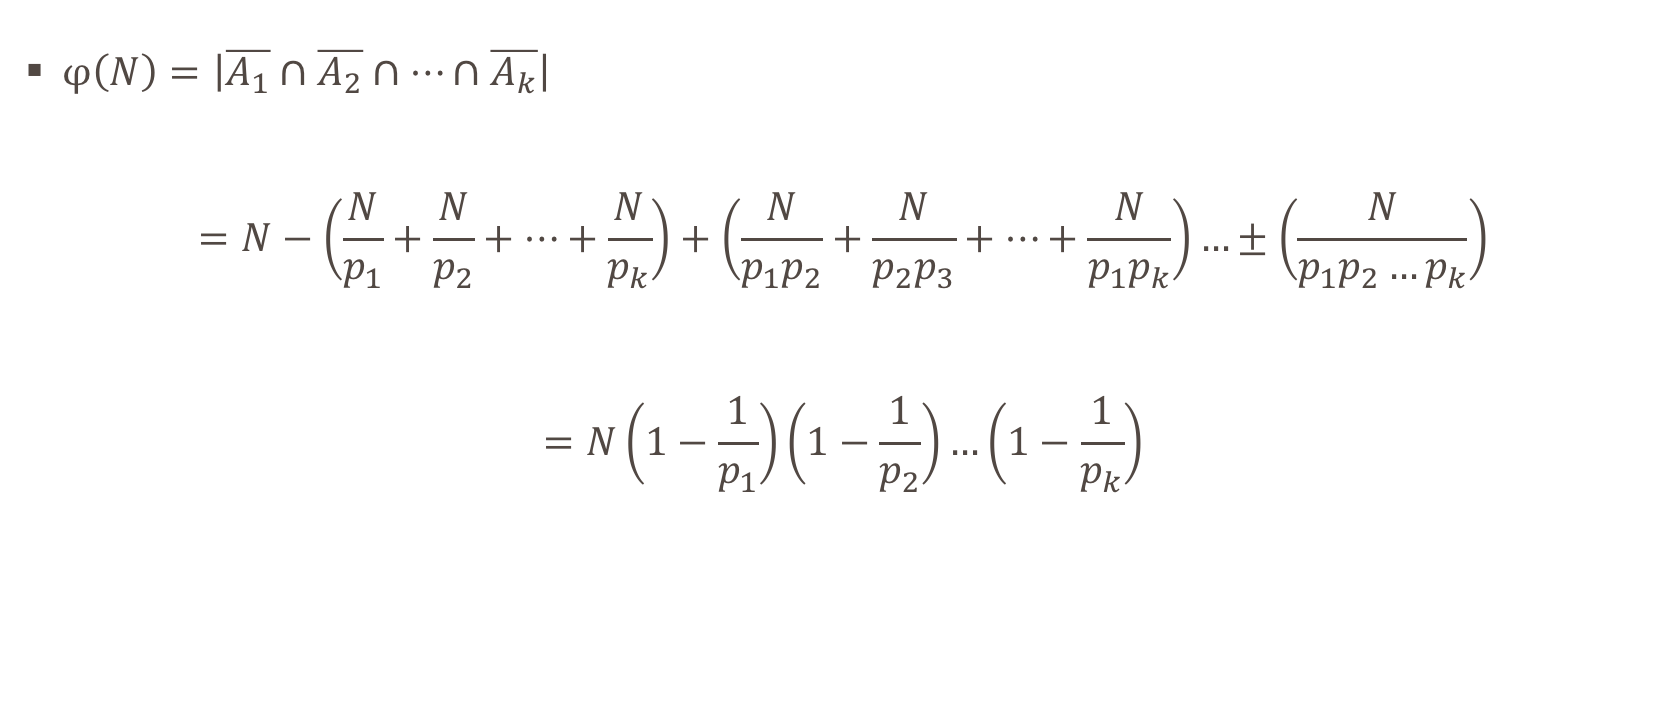 ▪ φ(N) = |A̅₁ ∩ A̅₂ ∩ ⋯ ∩ A̅ₖ|
= N − (N/p₁ + N/p₂ + ⋯ + N/pₖ) + (N/p₁p₂ + N/p₂p₃ + ⋯ + N/p₁pₖ) … ± (N/p₁p₂ … pₖ)
= N (1 − 1/p₁) (1 − 1/p₂) … (1 − 1/pₖ)